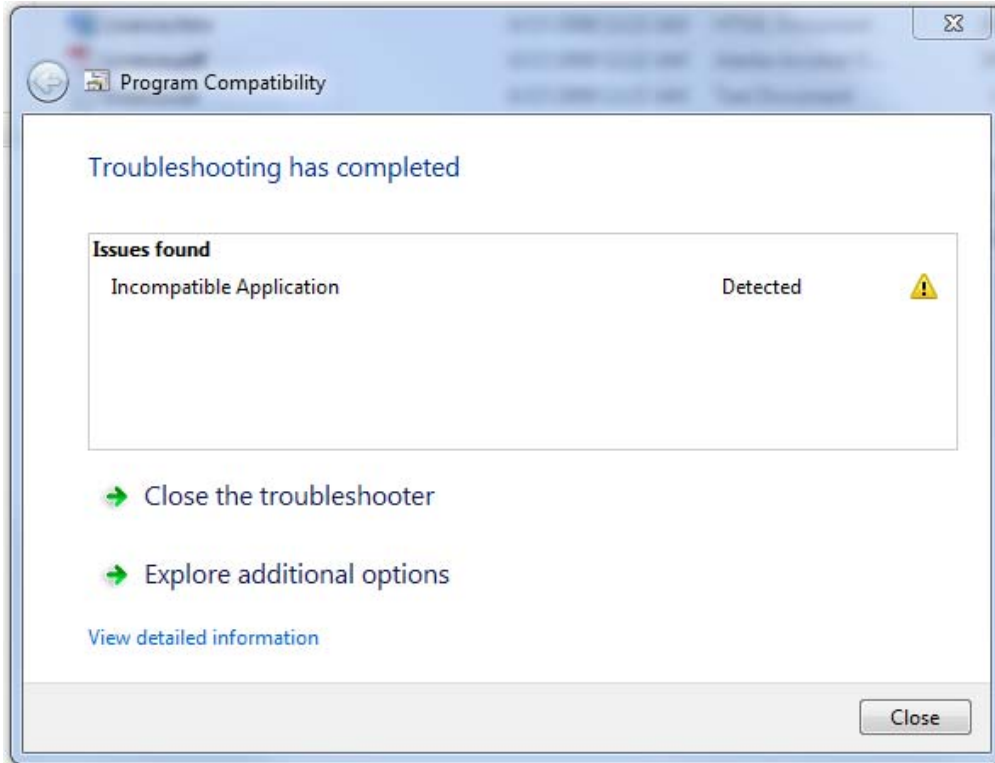 Program Compatibility
Troubleshooting has completed
Issues found
Incompatible Application Detected
Close the troubleshooter
Explore additional options
View detailed information
Close